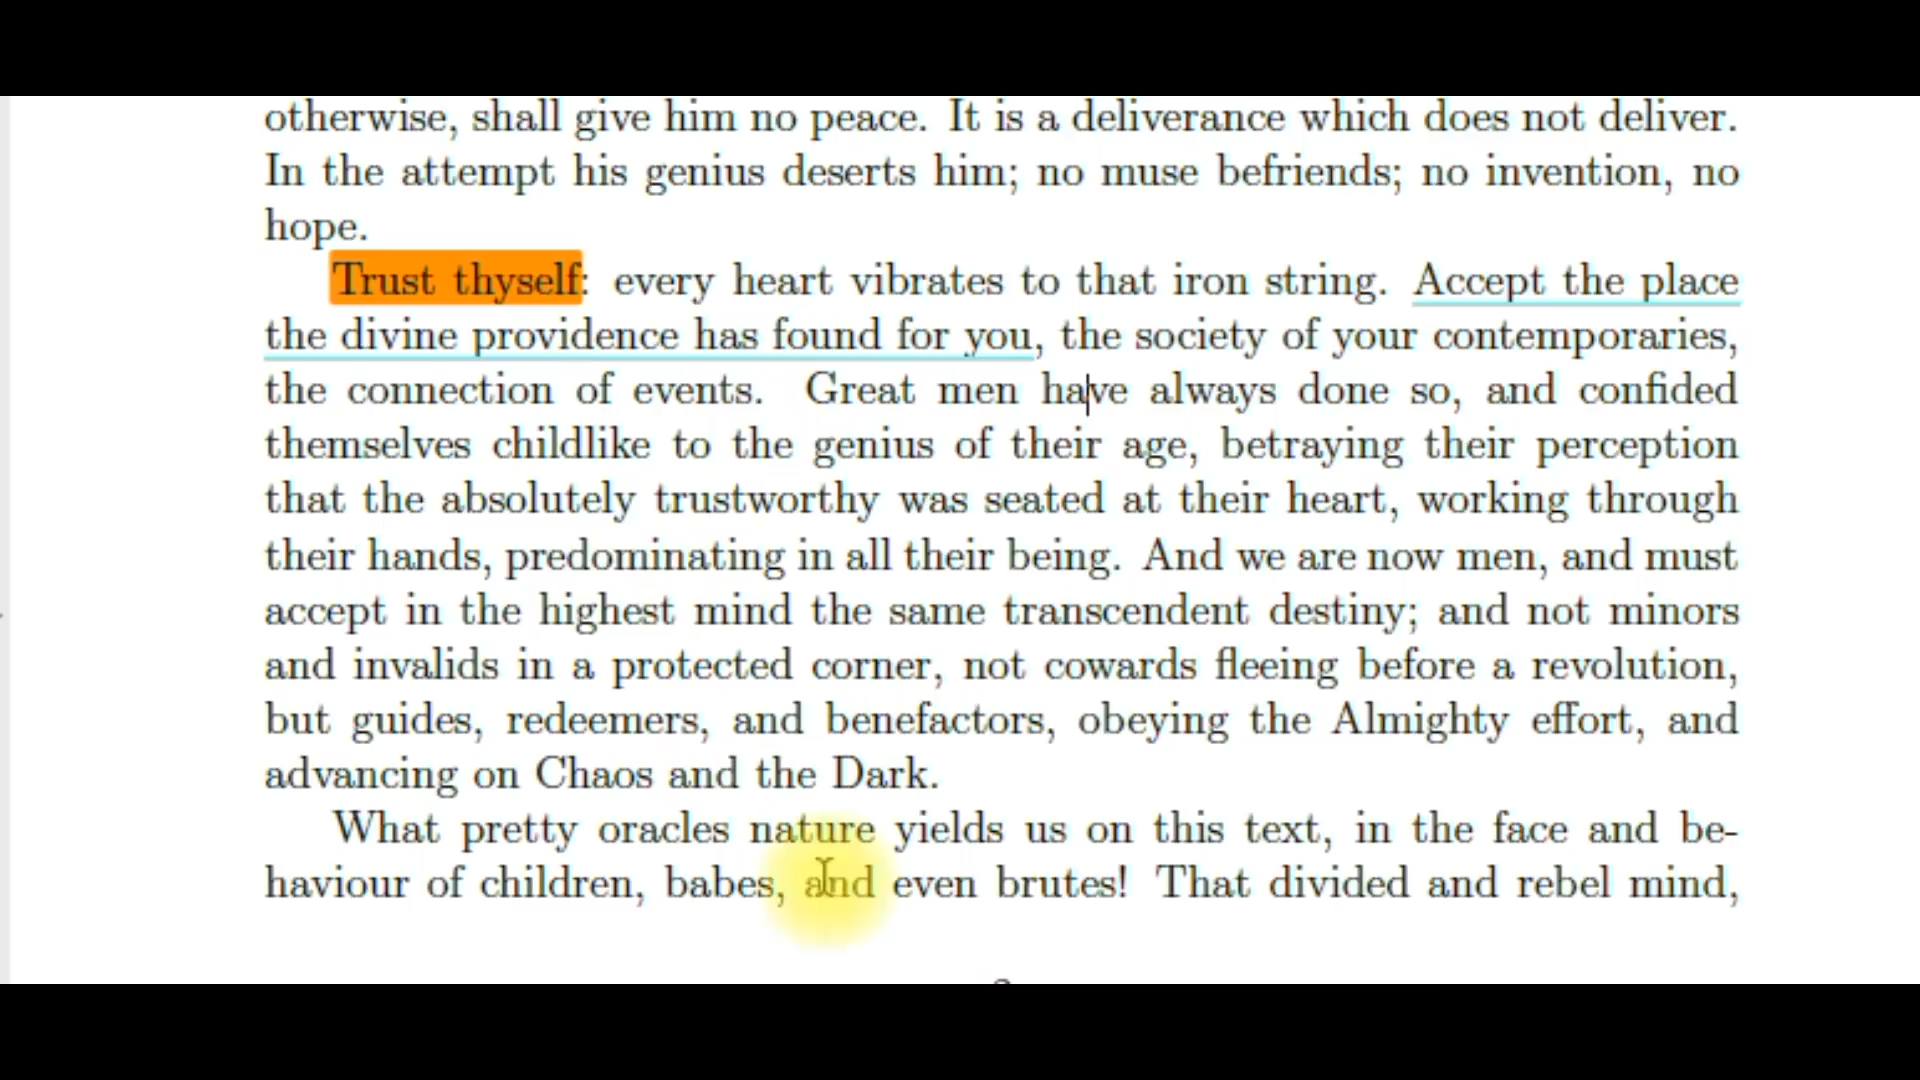 otherwise, shall give him no peace. It is a deliverance which does not deliver.
In the attempt his genius deserts him; no muse befriends; no invention, no
hope.
Trust thyself: every heart vibrates to that iron string. Accept the place
the divine providence has found for you, the society of your contemporaries,
the connection of events. Great men have always done so, and confided
themselves childlike to the genius of their age, betraying their perception
that the absolutely trustworthy was seated at their heart, working through
their hands, predominating in all their being. And we are now men, and must
accept in the highest mind the same transcendent destiny; and not minors
and invalids in a protected corner, not cowards fleeing before a revolution,
but guides, redeemers, and benefactors, obeying the Almighty effort, and
advancing on Chaos and the Dark.
What pretty oracles nature yields us on this text, in the face and be-
haviour of children, babes, and even brutes! That divided and rebel mind,